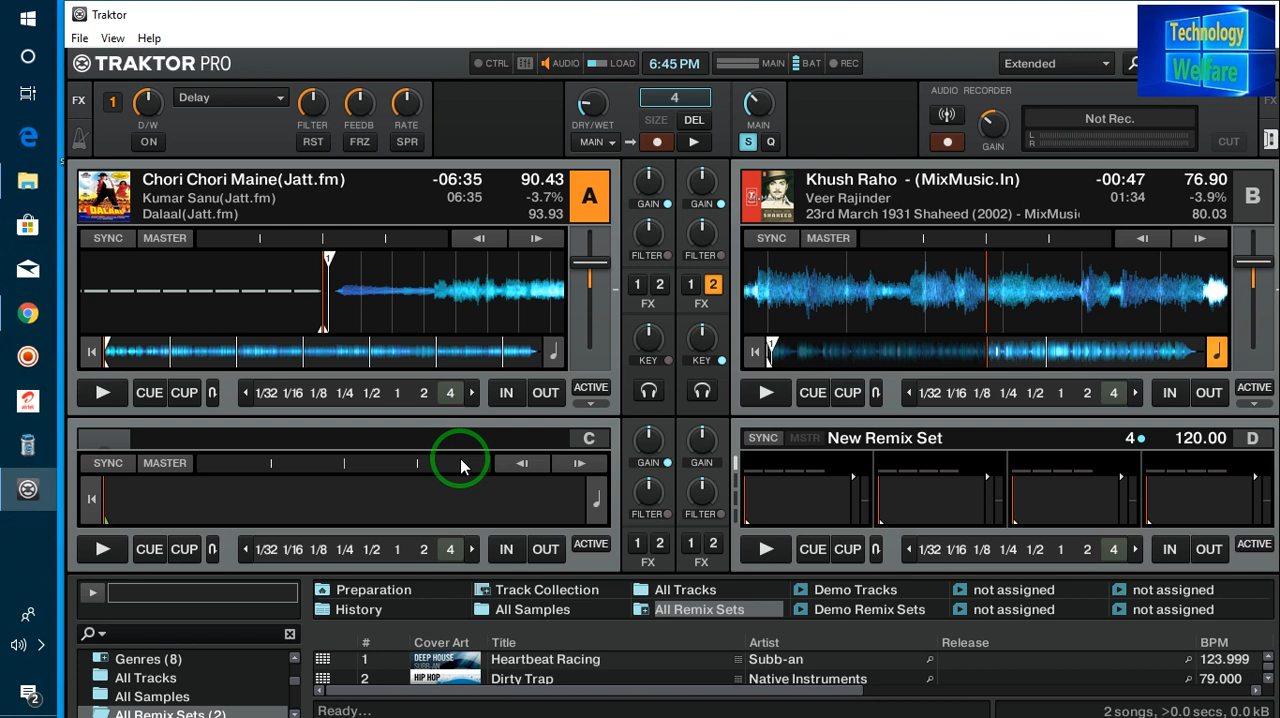 Traktor
Technology
Welfare
File View Help
TRAKTOR PRO
CTRL AUDIO LOAD 6:45 PM MAIN BAT REC Extended
FX 1 Delay 4 AUDIO RECORDER
D/W FILTER FEEDB RATE DRY/WET SIZE DEL MAIN GAIN Not Rec.
ON RST FRZ SPR MAIN S Q L R CUT
Chori Chori Maine(Jatt.fm) -06:35 90.43 A
Kumar Sanu(Jatt.fm) 06:35 -3.7%
Dalaal(Jatt.fm) 93.93
GAIN GAIN
Khush Raho - (MixMusic.In) -00:47 76.90 B
Veer Rajinder 01:34 -3.9%
23rd March 1931 Shaheed (2002) - MixMusi 80.03
SYNC MASTER FILTER FILTER SYNC MASTER
1 1 2 1 2
FX FX
1
KEY KEY
CUE CUP 1/32 1/16 1/8 1/4 1/2 1 2 4 IN OUT ACTIVE
CUE CUP 1/32 1/16 1/8 1/4 1/2 1 2 4 IN OUT ACTIVE
C GAIN GAIN SYNC MSTR New Remix Set 4 120.00 D
SYNC MASTER
FILTER FILTER
CUE CUP 1/32 1/16 1/8 1/4 1/2 1 2 4 IN OUT ACTIVE
1 2 1 2
FX FX
CUE CUP 1/32 1/16 1/8 1/4 1/2 1 2 4 IN OUT ACTIVE
Preparation Track Collection All Tracks Demo Tracks not assigned not assigned
History All Samples All Remix Sets Demo Remix Sets not assigned not assigned
# Cover Art Title Artist Release BPM
Genres (8) 1 DEEP HOUSE SUBB-AN Heartbeat Racing Subb-an 123.999
All Tracks 2 HIP HOP Dirty Trap Native Instruments 79.000
All Samples
All Remix Sets (2) Ready... 2 songs, >0.0 secs, 0.0 kB
2